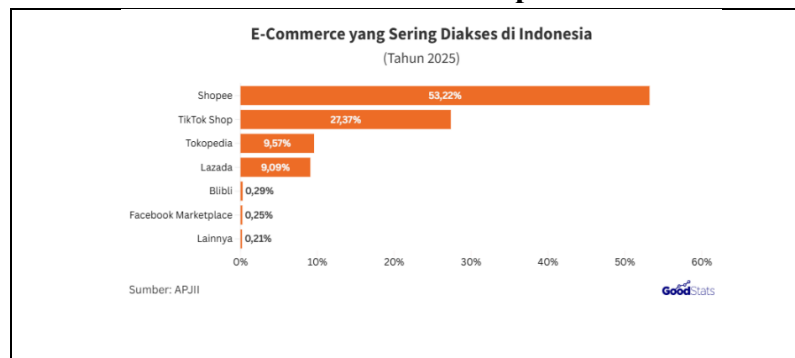 E-Commerce yang Sering Diakses di Indonesia
(Tahun 2025)
Shopee 53,22%
TikTok Shop 27,37%
Tokopedia 9,57%
Lazada 9,09%
Blibli 0,29%
Facebook Marketplace 0,25%
Lainnya 0,21%
0% 10% 20% 30% 40% 50% 60%
Sumber: APJII GoodStats